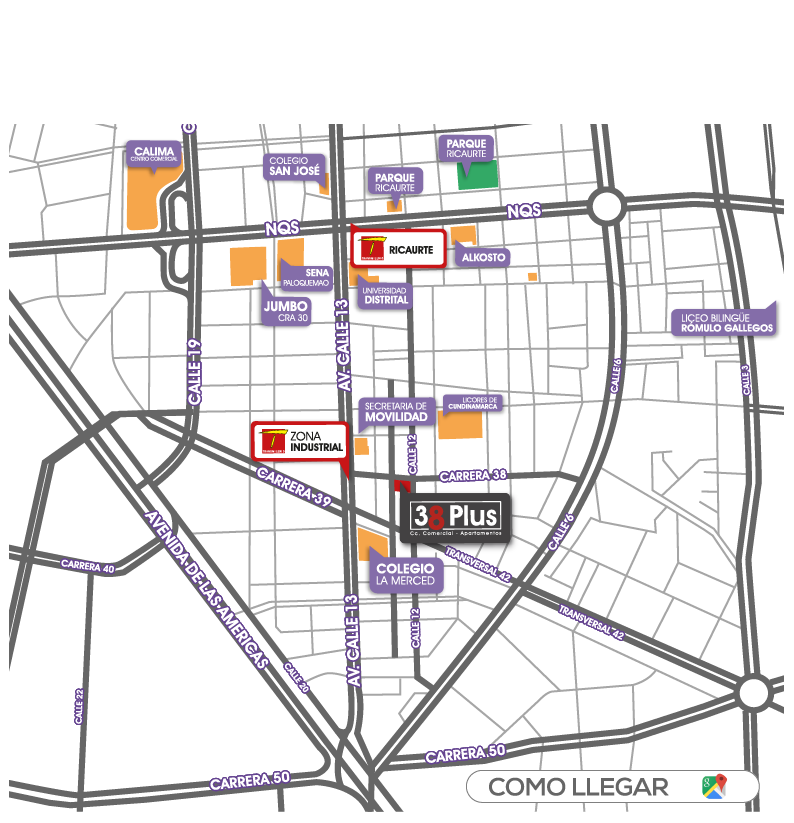 CALIMA
CENTRO COMERCIAL
COLEGIO
SAN JOSÉ
PARQUE
RICAURTE
PARQUE
RICAURTE
NQS
NQS
RICAURTE
ALKOSTO
SENA
PALOQUEMAO
JUMBO
CRA 30
UNIVERSIDAD
DISTRITAL
LIÇEO BILINGÜE
RÓMULO GALLEGOS
CALLE 19
AV- CALLE 13
CALLE 6
CALLE 3
SECRETARIA DE
MOVILIDAD
LICORES DE
CUNDINAMARCA
ZONA
INDUSTRIAL
CALLE 12
CARRERA 38
CARRERA 39
38 Plus
Cc. Comercial - Apartamentos
CALLE 6
AVENIDA DE LAS AMERICAS
CARRERA 40
COLEGIO
LA MERCED
TRANSVERSAL 42
TRANSVERSAL 42
AV- CALLE 13
CALLE 12
CALLE 20
CALLE 22
CARRERA 50
CARRERA 50
COMO LLEGAR